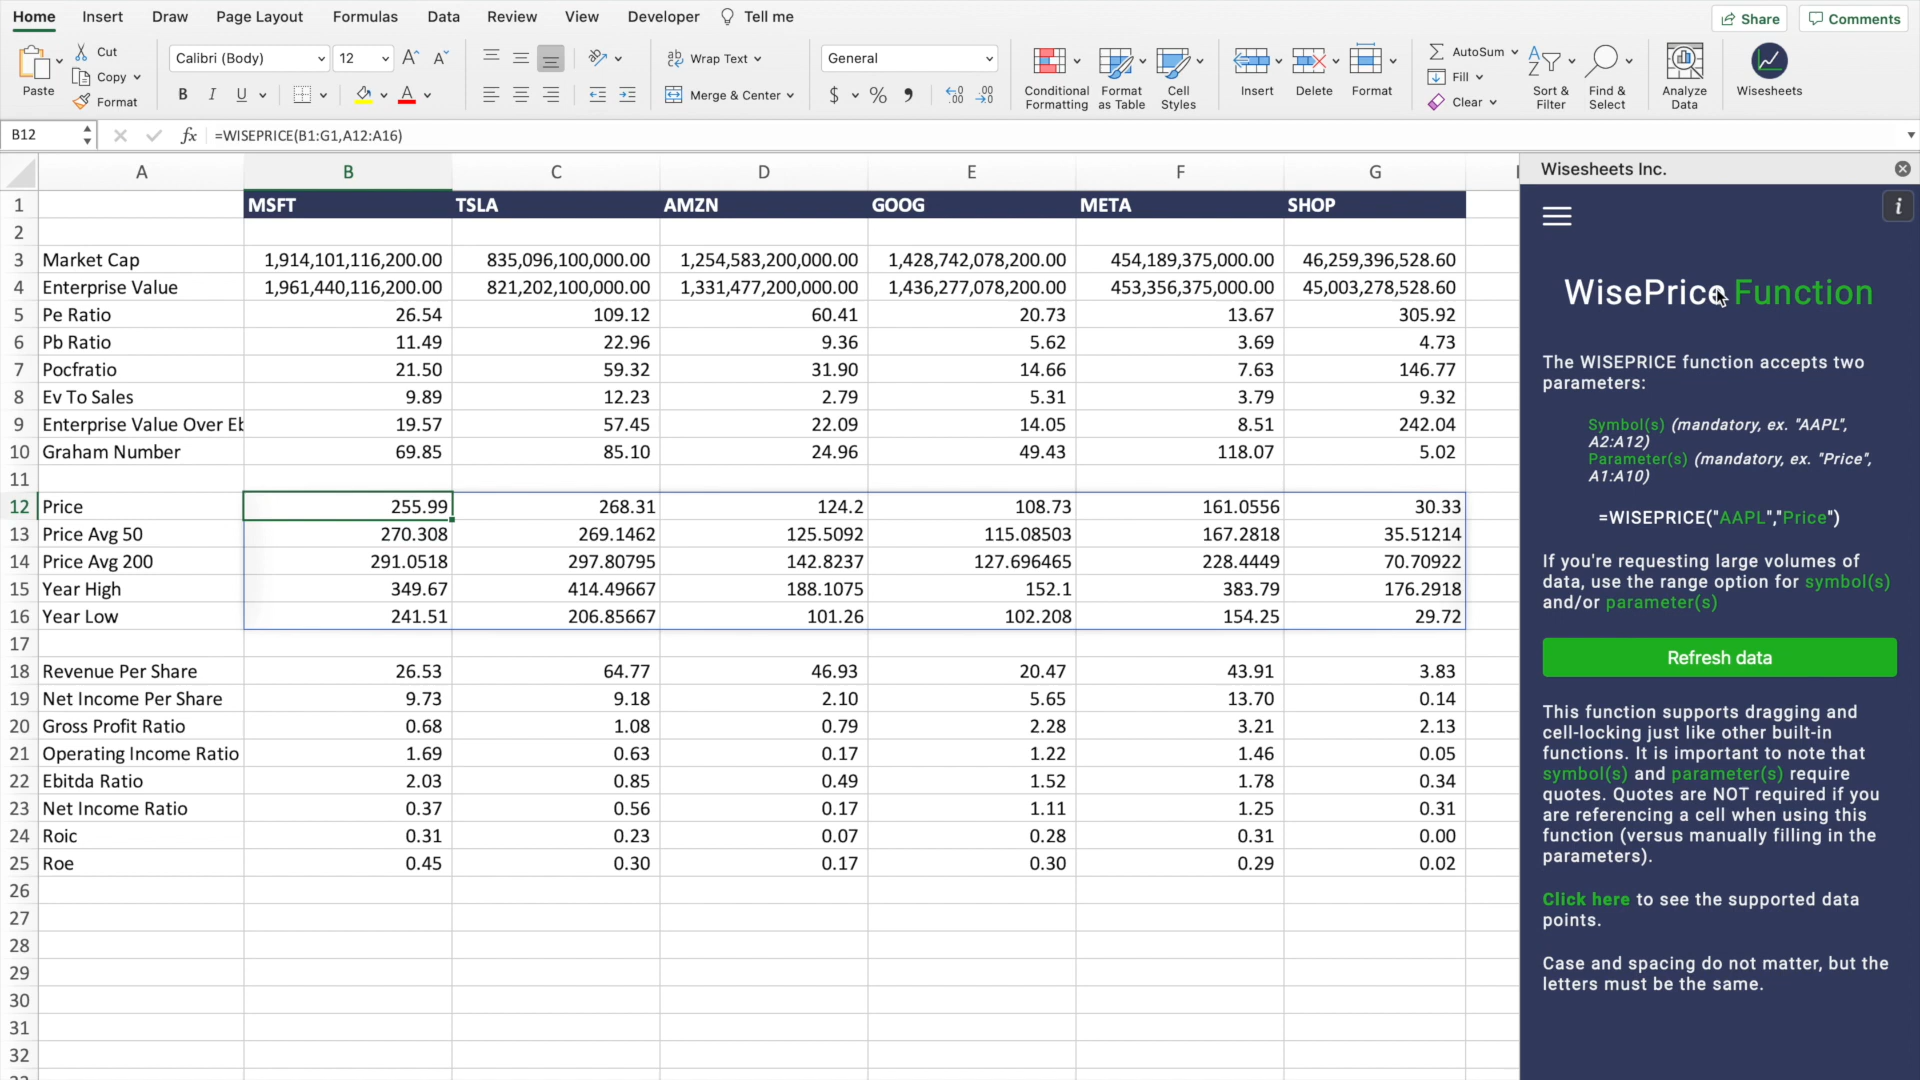 Home Insert Draw Page Layout Formulas Data Review View Developer Tell me Share Comments
Paste Cut Copy Format
Calibri (Body) 12 A^ A˅
B I U A
ab Wrap Text
Merge & Center
General
$ % 9 .00
Conditional Formatting
Format as Table
Cell Styles
Insert Delete Format
AutoSum
Fill
Clear
Sort & Filter
Find & Select
Analyze Data
Wisesheets
B12 fx =WISEPRICE(B1:G1,A12:A16)
A B C D E F G
1 MSFT TSLA AMZN GOOG META SHOP
2
3 Market Cap 1,914,101,116,200.00 835,096,100,000.00 1,254,583,200,000.00 1,428,742,078,200.00 454,189,375,000.00 46,259,396,528.60
4 Enterprise Value 1,961,440,116,200.00 821,202,100,000.00 1,331,477,200,000.00 1,436,277,078,200.00 453,356,375,000.00 45,003,278,528.60
5 Pe Ratio 26.54 109.12 60.41 20.73 13.67 305.92
6 Pb Ratio 11.49 22.96 9.36 5.62 3.69 4.73
7 Pocfratio 21.50 59.32 31.90 14.66 7.63 146.77
8 Ev To Sales 9.89 12.23 2.79 5.31 3.79 9.32
9 Enterprise Value Over Eb 19.57 57.45 22.09 14.05 8.51 242.04
10 Graham Number 69.85 85.10 24.96 49.43 118.07 5.02
11
12 Price 255.99 268.31 124.2 108.73 161.0556 30.33
13 Price Avg 50 270.308 269.1462 125.5092 115.08503 167.2818 35.51214
14 Price Avg 200 291.0518 297.80795 142.8237 127.696465 228.4449 70.70922
15 Year High 349.67 414.49667 188.1075 152.1 383.79 176.2918
16 Year Low 241.51 206.85667 101.26 102.208 154.25 29.72
17
18 Revenue Per Share 26.53 64.77 46.93 20.47 43.91 3.83
19 Net Income Per Share 9.73 9.18 2.10 5.65 13.70 0.14
20 Gross Profit Ratio 0.68 1.08 0.79 2.28 3.21 2.13
21 Operating Income Ratio 1.69 0.63 0.17 1.22 1.46 0.05
22 Ebitda Ratio 2.03 0.85 0.49 1.52 1.78 0.34
23 Net Income Ratio 0.37 0.56 0.17 1.11 1.25 0.31
24 Roic 0.31 0.23 0.07 0.28 0.31 0.00
25 Roe 0.45 0.30 0.17 0.30 0.29 0.02
26
27
28
29
30
31
32
Wisesheets Inc.
i
WisePrice Function
The WISEPRICE function accepts two
parameters:
Symbol(s) (mandatory, ex. "AAPL",
A2:A12)
Parameter(s) (mandatory, ex. "Price",
A1:A10)
=WISEPRICE("AAPL","Price")
If you're requesting large volumes of
data, use the range option for symbol(s)
and/or parameter(s)
Refresh data
This function supports dragging and
cell-locking just like other built-in
functions. It is important to note that
symbol(s) and parameter(s) require
quotes. Quotes are NOT required if you
are referencing a cell when using this
function (versus manually filling in the
parameters).
Click here to see the supported data
points.
Case and spacing do not matter, but the
letters must be the same.